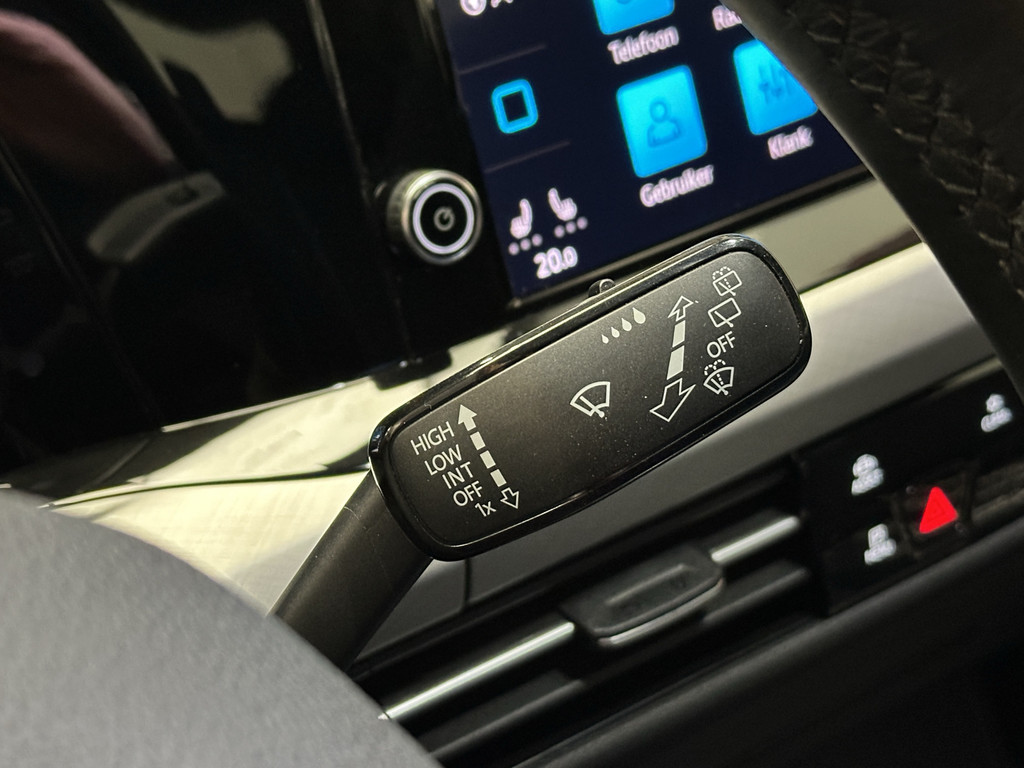 Telefoon
Gebruiker
Klank
20.0
HIGH
LOW
INT
OFF
1x
OFF